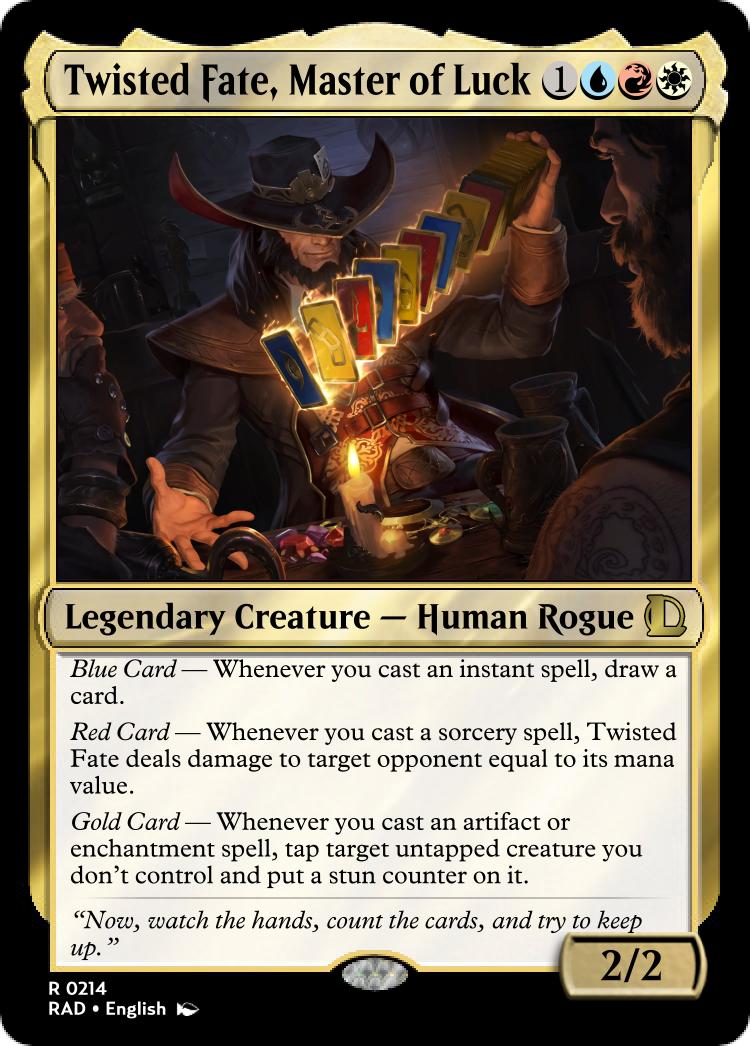 Twisted Fate, Master of Luck 1
Legendary Creature — Human Rogue
Blue Card — Whenever you cast an instant spell, draw a
card.
Red Card — Whenever you cast a sorcery spell, Twisted
Fate deals damage to target opponent equal to its mana
value.
Gold Card — Whenever you cast an artifact or
enchantment spell, tap target untapped creature you
don’t control and put a stun counter on it.
“Now, watch the hands, count the cards, and try to keep
up.”
2/2
R 0214
RAD • English